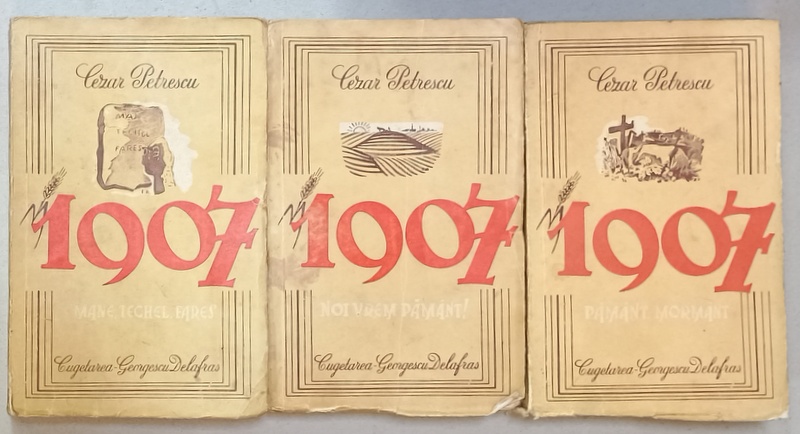 Cezar Petrescu
MANE
TECHEL
FARES
1907
MANE, TECHEL, FARES
Cugetarea-Georgescu Delafras
Cezar Petrescu
1907
NOI VREM PĂMÂNT!
Cugetarea-Georgescu Delafras
Cezar Petrescu
1907
PĂMÂNT, MORMÂNT
Cugetarea-Georgescu Delafras